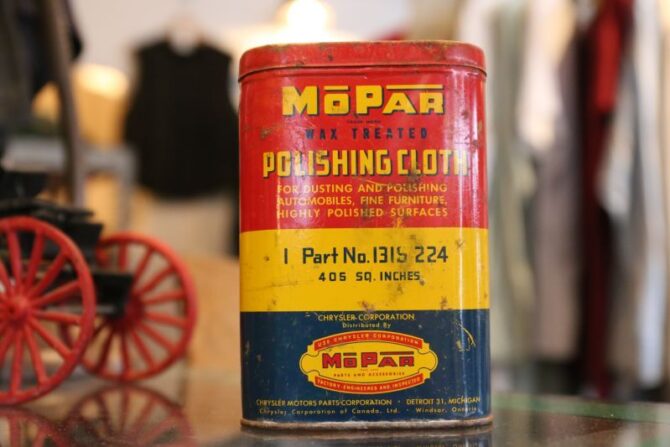 MOPAR
TRADE MARK
WAX TREATED
POLISHING CLOTH
FOR DUSTING AND POLISHING
AUTOMOBILES, FINE FURNITURE,
HIGHLY POLISHED SURFACES
1 Part No. 1315 224
405 SQ. INCHES
CHRYSLER CORPORATION
Distributed By
USE CHRYSLER CORPORATION
MOPAR
PARTS AND ACCESSORIES
FACTORY-ENGINEERED AND INSPECTED
CHRYSLER MOTORS PARTS CORPORATION · DETROIT 31, MICHIGAN
Chrysler Corporation of Canada, Ltd. · Windsor, Ontario